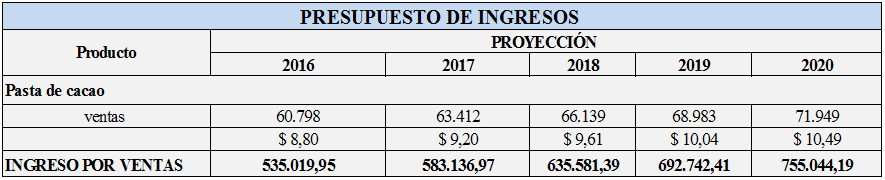 PRESUPUESTO DE INGRESOS
Producto
PROYECCIÓN
2016 2017 2018 2019 2020
Pasta de cacao
ventas 60.798 63.412 66.139 68.983 71.949
$ 8,80 $ 9,20 $ 9,61 $ 10,04 $ 10,49
INGRESO POR VENTAS 535.019,95 583.136,97 635.581,39 692.742,41 755.044,19